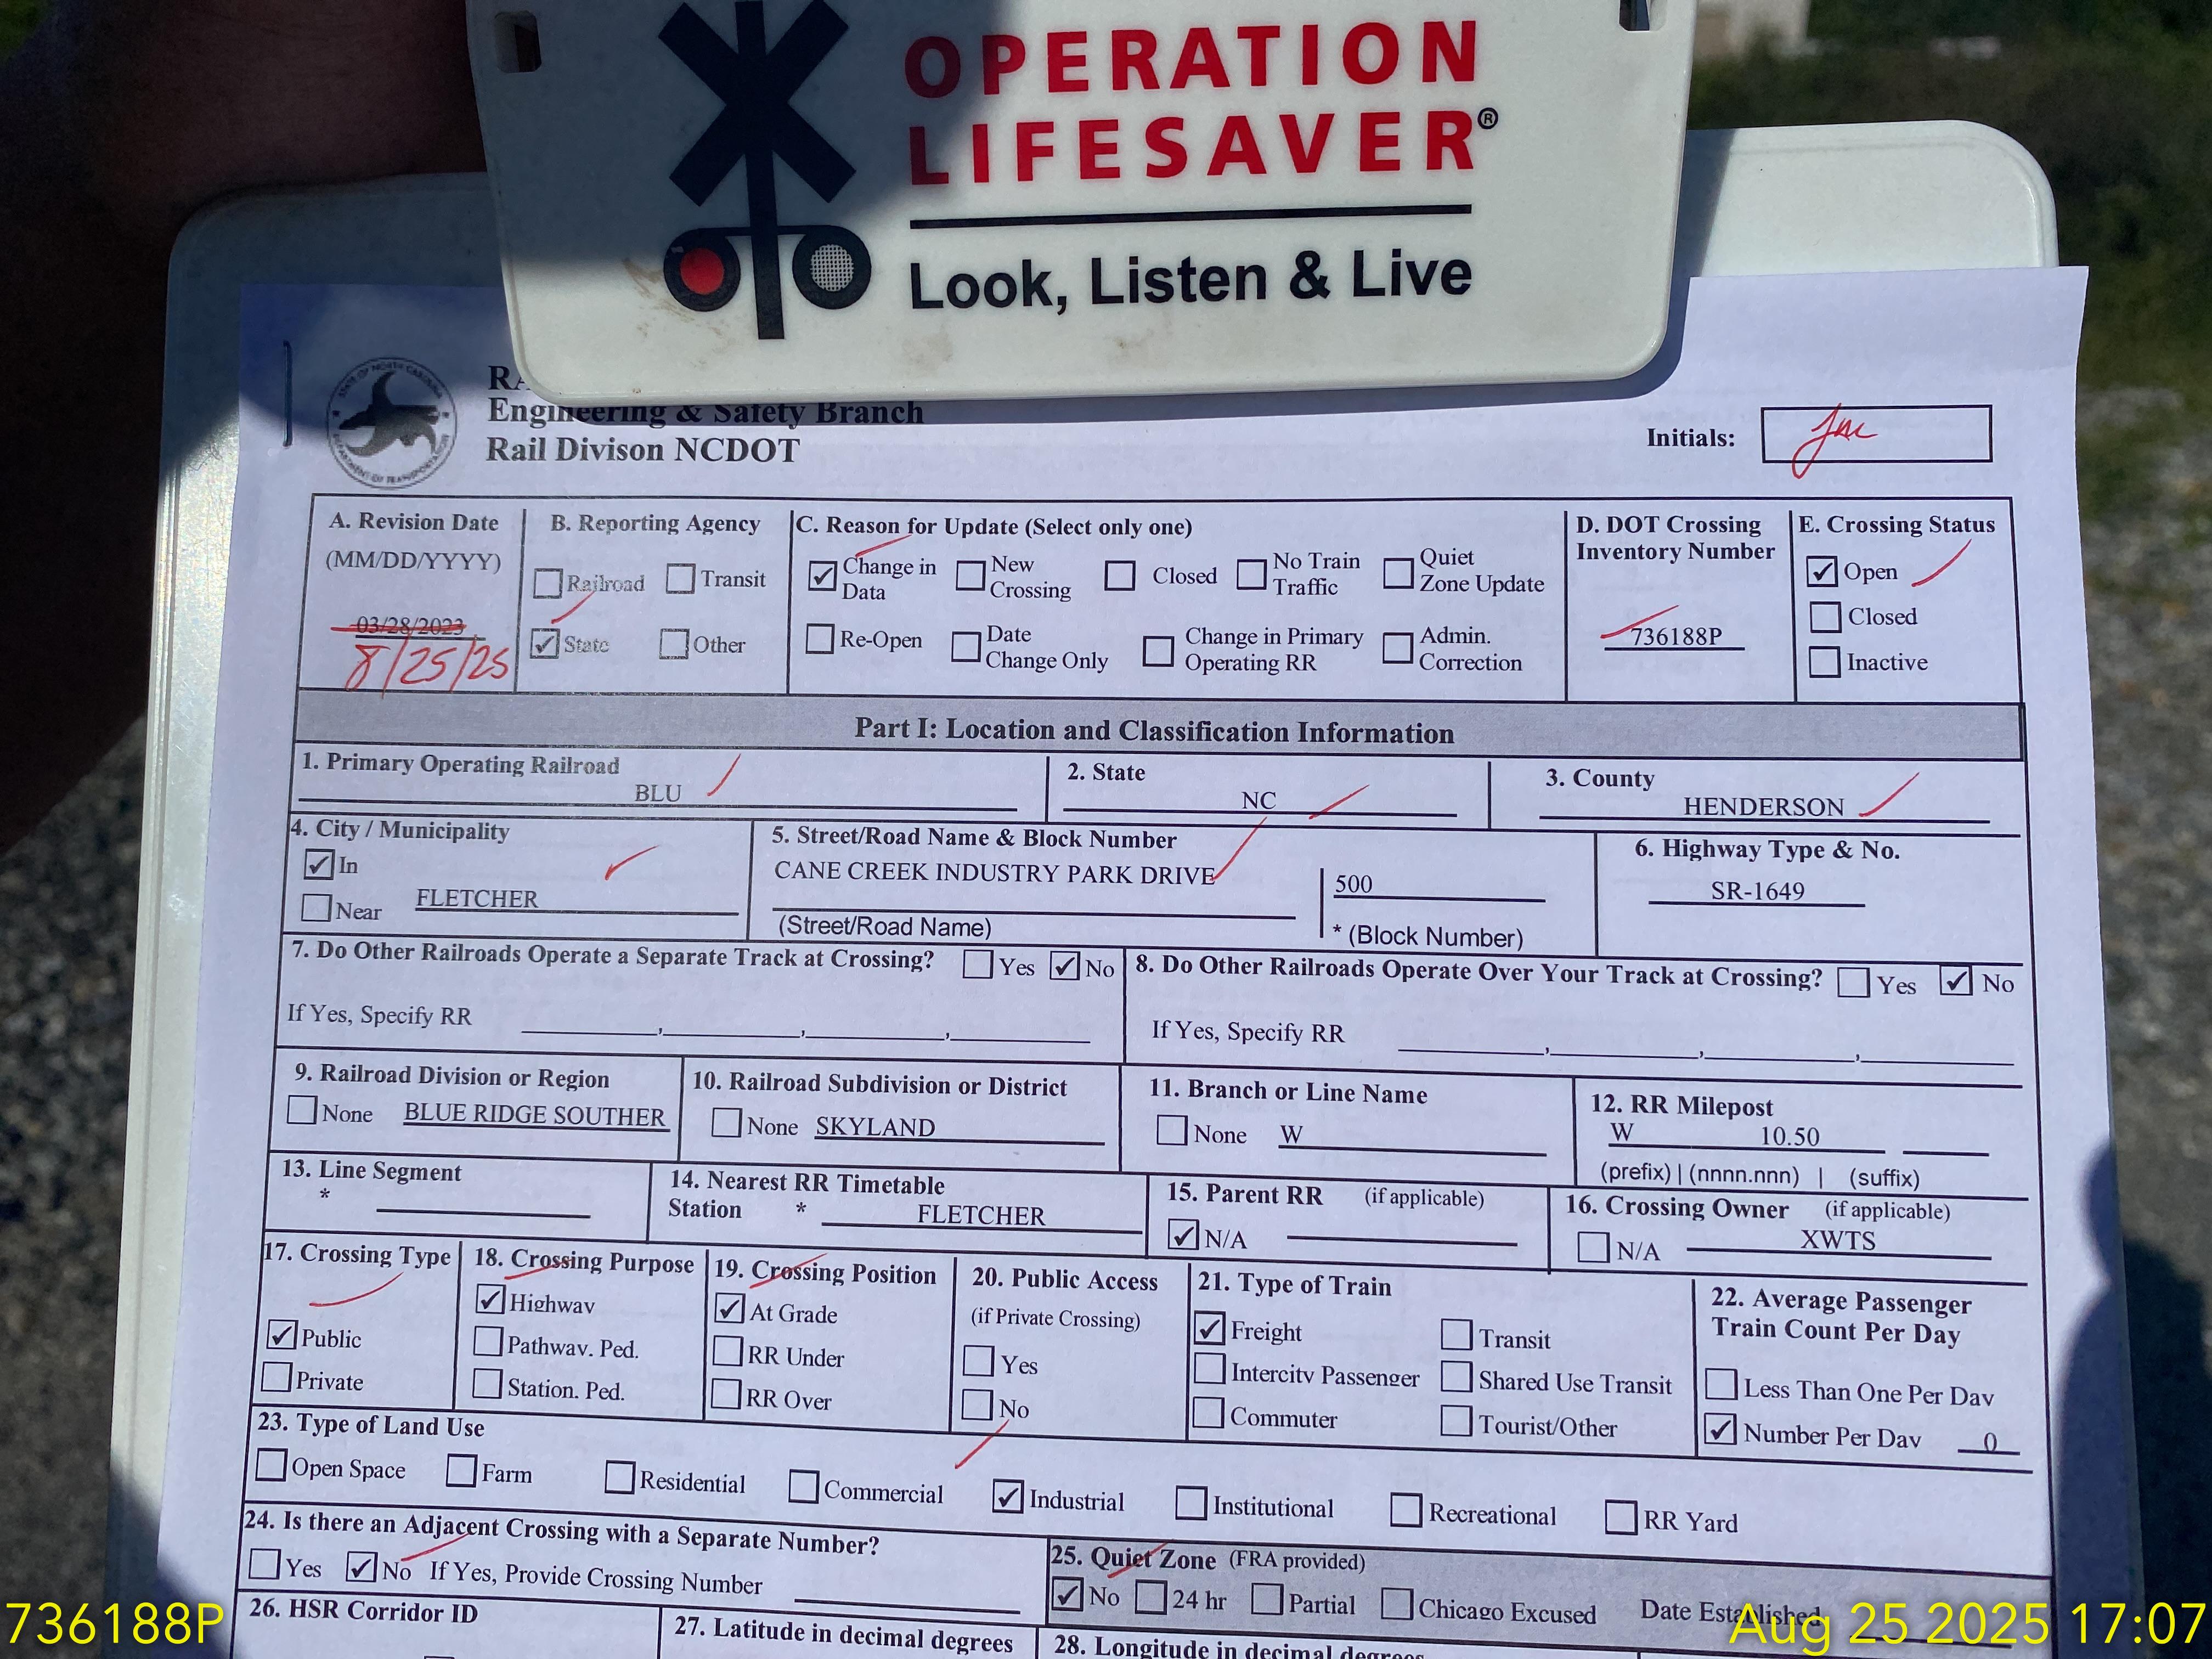 OPERATION
LIFESAVER®
Look, Listen & Live
Engineering & Safety Branch
Rail Divison NCDOT
Initials:
A. Revision Date
(MM/DD/YYYY)
03/28/2023
8/25/25
B. Reporting Agency
Railroad
Transit
State
Other
C. Reason for Update (Select only one)
Change in Data
New Crossing
Closed
No Train Traffic
Quiet Zone Update
Re-Open
Date Change Only
Change in Primary Operating RR
Admin. Correction
D. DOT Crossing
Inventory Number
736188P
E. Crossing Status
Open
Closed
Inactive
Part I: Location and Classification Information
1. Primary Operating Railroad
BLU
2. State
NC
3. County
HENDERSON
4. City / Municipality
In
Near
FLETCHER
5. Street/Road Name & Block Number
CANE CREEK INDUSTRY PARK DRIVE
(Street/Road Name)
500
* (Block Number)
6. Highway Type & No.
SR-1649
7. Do Other Railroads Operate a Separate Track at Crossing? Yes No
If Yes, Specify RR
8. Do Other Railroads Operate Over Your Track at Crossing? Yes No
If Yes, Specify RR
9. Railroad Division or Region
None BLUE RIDGE SOUTHER
10. Railroad Subdivision or District
None SKYLAND
11. Branch or Line Name
None W
12. RR Milepost
W 10.50
(prefix) | (nnnn.nnn) | (suffix)
13. Line Segment
*
14. Nearest RR Timetable
Station * FLETCHER
15. Parent RR (if applicable)
N/A
16. Crossing Owner (if applicable)
N/A XWTS
17. Crossing Type
Public
Private
18. Crossing Purpose
Highway
Pathway, Ped.
Station, Ped.
19. Crossing Position
At Grade
RR Under
RR Over
20. Public Access
(if Private Crossing)
Yes
No
21. Type of Train
Freight
Transit
Intercity Passenger
Shared Use Transit
Commuter
Tourist/Other
22. Average Passenger
Train Count Per Day
Less Than One Per Day
Number Per Day 0
23. Type of Land Use
Open Space Farm Residential Commercial Industrial Institutional Recreational RR Yard
24. Is there an Adjacent Crossing with a Separate Number?
Yes No If Yes, Provide Crossing Number
25. Quiet Zone (FRA provided)
No 24 hr Partial Chicago Excused Date Established
26. HSR Corridor ID
27. Latitude in decimal degrees
28. Longitude in decimal degrees
736188P
Aug 25 2025 17:07